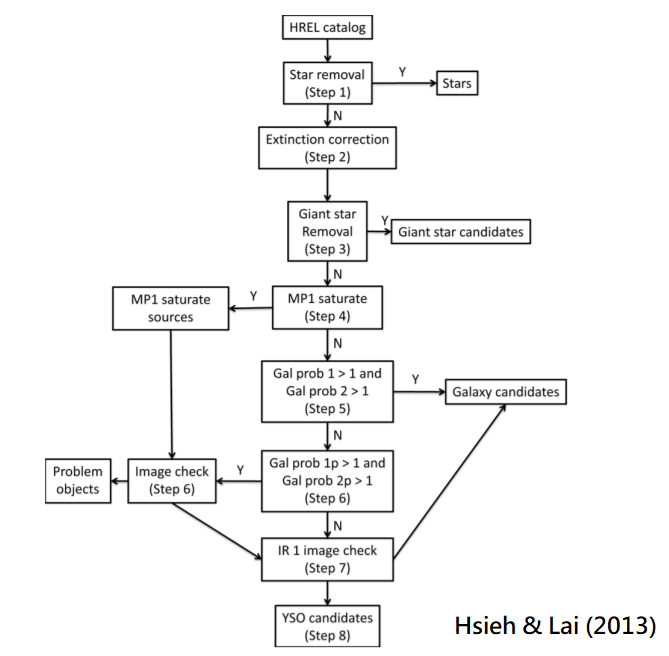 HREL catalog
Star removal
(Step 1)
Y
Stars
N
Extinction correction
(Step 2)
Giant star
Removal
(Step 3)
Y
Giant star candidates
N
MP1 saturate
sources
Y
MP1 saturate
(Step 4)
N
Gal prob 1 > 1 and
Gal prob 2 > 1
(Step 5)
Y
Galaxy candidates
N
Problem
objects
Image check
(Step 6)
Y
Gal prob 1p > 1 and
Gal prob 2p > 1
(Step 6)
N
IR 1 image check
(Step 7)
YSO candidates
(Step 8)
Hsieh & Lai (2013)